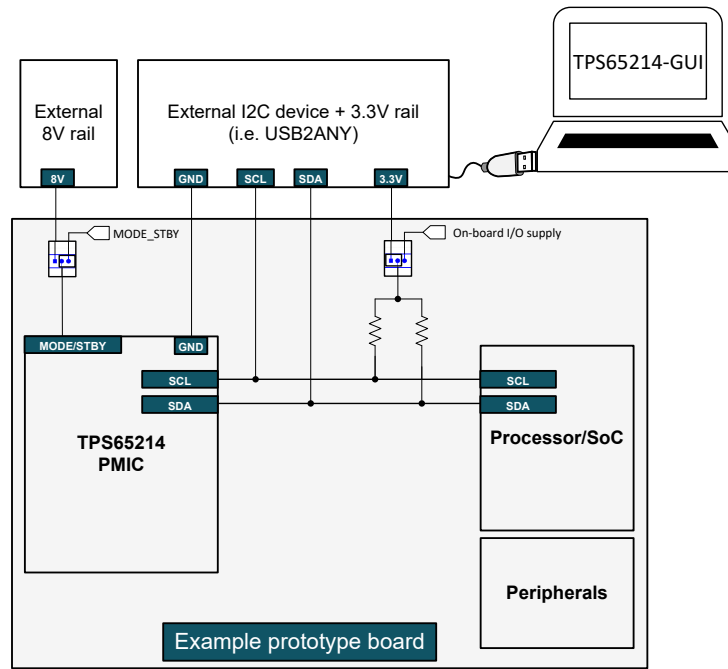 TPS65214-GUI
External
8V rail
8V
External I2C device + 3.3V rail
(i.e. USB2ANY)
GND
SCL
SDA
3.3V
MODE_STBY
On-board I/O supply
MODE/STBY
GND
SCL
SDA
TPS65214
PMIC
SCL
SDA
Processor/SoC
Peripherals
Example prototype board